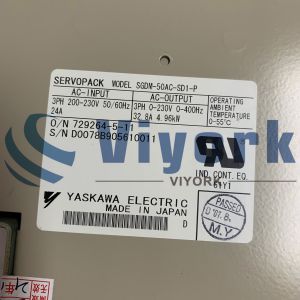 SERVOPACK MODEL SGDM-50AC-SD1-P
AC-INPUT AC-OUTPUT OPERATING AMBIENT TEMPERATURE
3PH 200-230V 50/60Hz 3PH 0-230V 0-400Hz 0-55°C
24A 32.8A 4.96kW
O/N 729264-5-11
S/N D0078B905610011
Viyork
VIYORK
UL
IND. CONT. EQ.
61Y1
YASKAWA ELECTRIC
MADE IN JAPAN
D
PASSED
M.Y